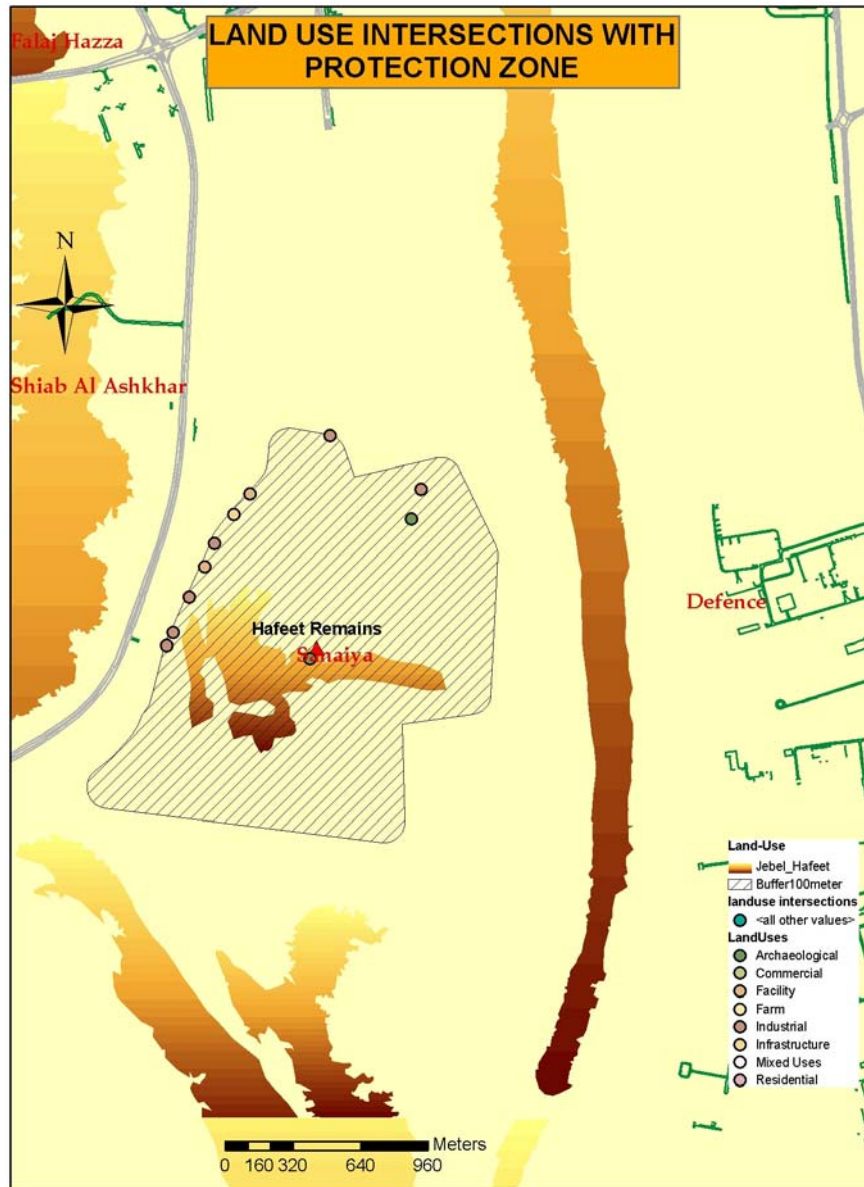 LAND USE INTERSECTIONS WITH
PROTECTION ZONE
Falaj Hazza
N
Shiab Al Ashkhar
Defence
Hafeet Remains
Sinaiya
Land-Use
Jebel_Hafeet
Buffer100meter
landuse intersections
<all other values>
LandUses
Archaeological
Commercial
Facility
Farm
Industrial
Infrastructure
Mixed Uses
Residential
Meters
0 160 320 640 960